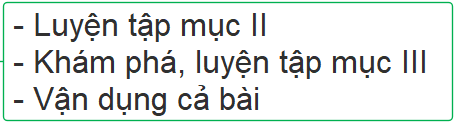 - Luyện tập mục II
- Khám phá, luyện tập mục III
- Vận dụng cả bài